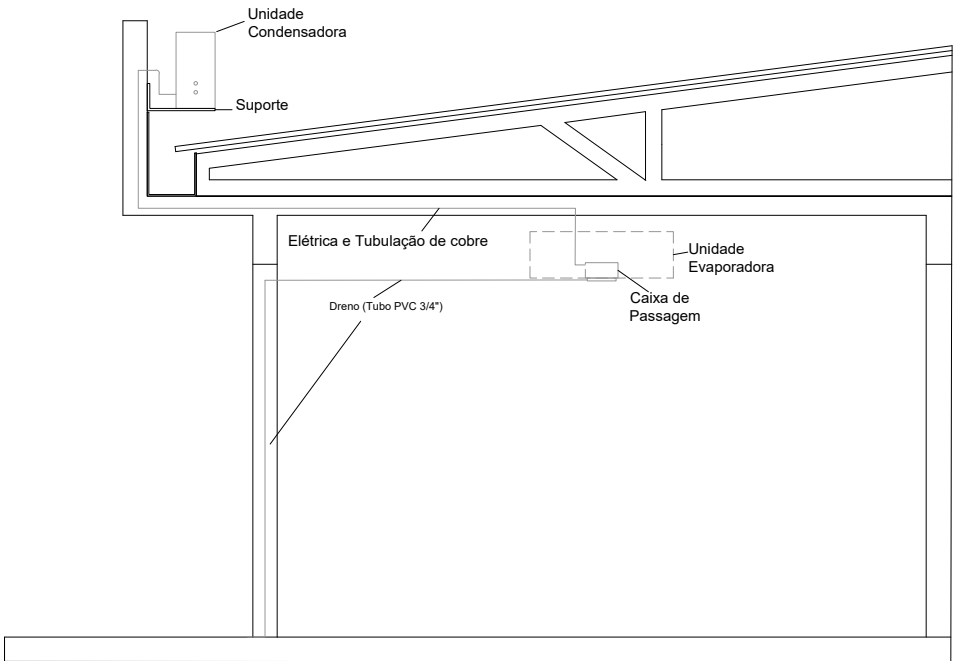 Unidade
Condensadora
Suporte
Elétrica e Tubulação de cobre
Unidade
Evaporadora
Caixa de
Passagem
Dreno (Tubo PVC 3/4")